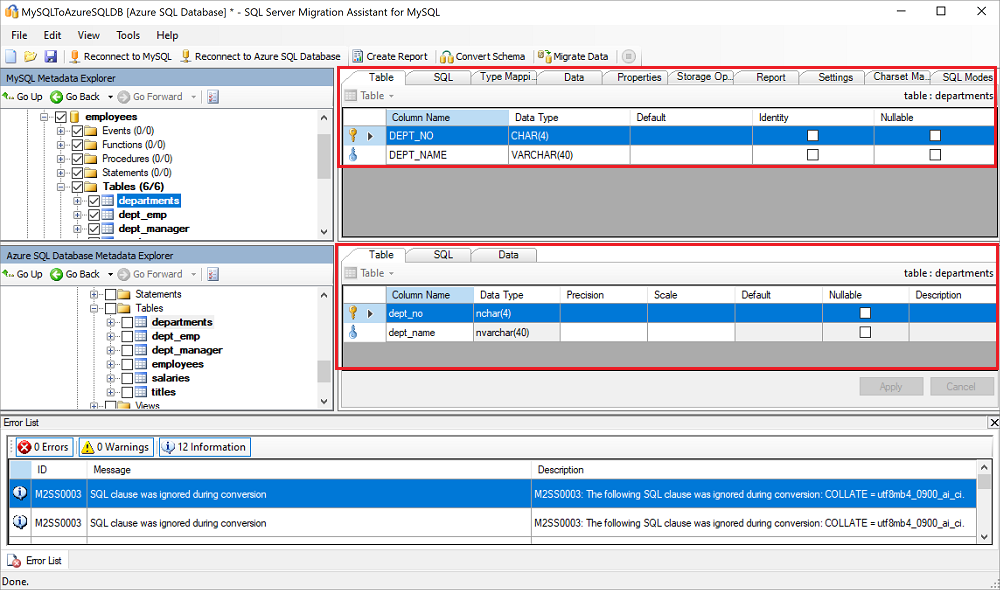 MySQLToAzureSQLDB [Azure SQL Database] * - SQL Server Migration Assistant for MySQL
File Edit View Tools Help
Reconnect to MySQL Reconnect to Azure SQL Database Create Report Convert Schema Migrate Data
MySQL Metadata Explorer
Go Up Go Back Go Forward
employees
Events (0/0)
Functions (0/0)
Procedures (0/0)
Statements (0/0)
Tables (6/6)
departments
dept_emp
dept_manager
Table SQL Type Mappi... Data Properties Storage Op... Report Settings Charset Ma... SQL Modes
Table table : departments
Column Name Data Type Default Identity Nullable
DEPT_NO CHAR(4)
DEPT_NAME VARCHAR(40)
Azure SQL Database Metadata Explorer
Go Up Go Back Go Forward
Statements
Tables
departments
dept_emp
dept_manager
employees
salaries
titles
Views
Table SQL Data
Table table : departments
Column Name Data Type Precision Scale Default Nullable Description
dept_no nchar(4)
dept_name nvarchar(40)
Apply Cancel
Error List
0 Errors 0 Warnings 12 Information
ID Message Description
M2SS0003 SQL clause was ignored during conversion M2SS0003: The following SQL clause was ignored during conversion: COLLATE = utf8mb4_0900_ai_ci.
M2SS0003 SQL clause was ignored during conversion M2SS0003: The following SQL clause was ignored during conversion: COLLATE = utf8mb4_0900_ai_ci.
Error List
Done.